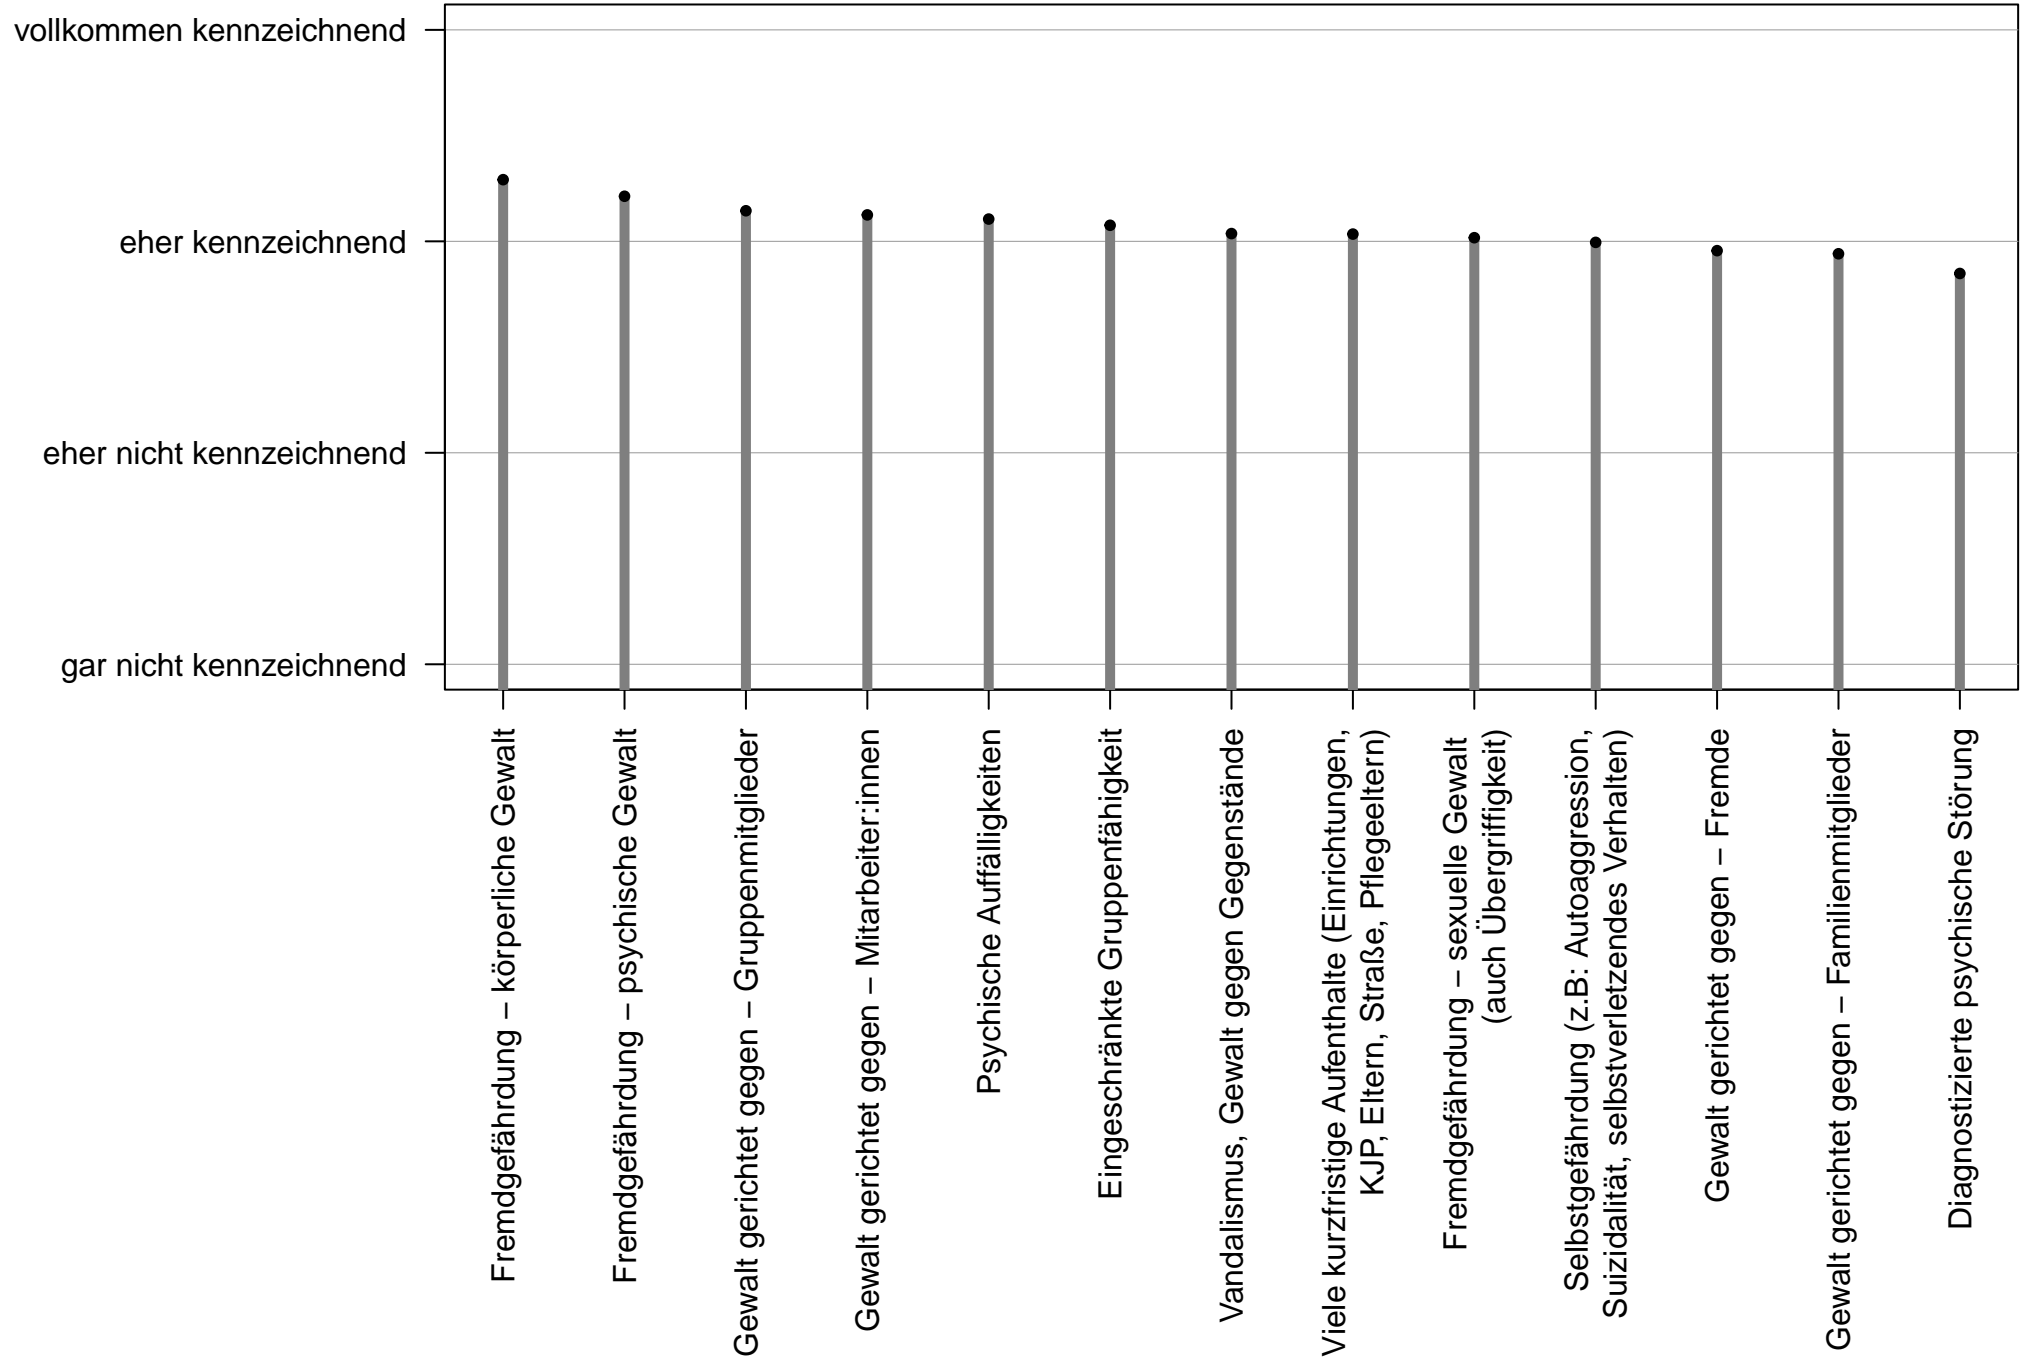 vollkommen kennzeichnend
eher kennzeichnend
eher nicht kennzeichnend
gar nicht kennzeichnend
Fremdgefährdung – körperliche Gewalt
Fremdgefährdung – psychische Gewalt
Gewalt gerichtet gegen – Gruppenmitglieder
Gewalt gerichtet gegen – Mitarbeiter:innen
Psychische Auffälligkeiten
Eingeschränkte Gruppenfähigkeit
Vandalismus, Gewalt gegen Gegenstände
Viele kurzfristige Aufenthalte (Einrichtungen,
KJP, Eltern, Straße, Pflegeeltern)
Fremdgefährdung – sexuelle Gewalt
(auch Übergriffigkeit)
Selbstgefährdung (z.B: Autoaggression,
Suizidalität, selbstverletzendes Verhalten)
Gewalt gerichtet gegen – Fremde
Gewalt gerichtet gegen – Familienmitglieder
Diagnostizierte psychische Störung